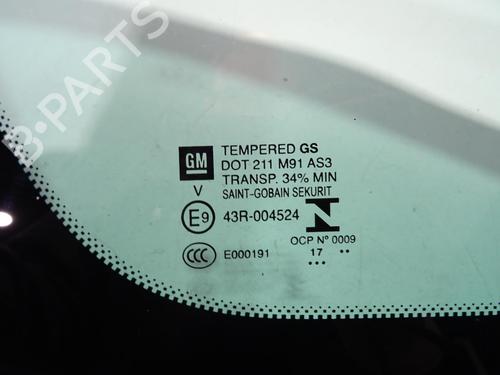 GM
TEMPERED GS
DOT 211 M91 AS3
TRANSP. 34% MIN
V SAINT-GOBAIN SEKURIT
E9 43R-004524 N
CCC E000191
OCP Nº 0009
17
B-PARTS